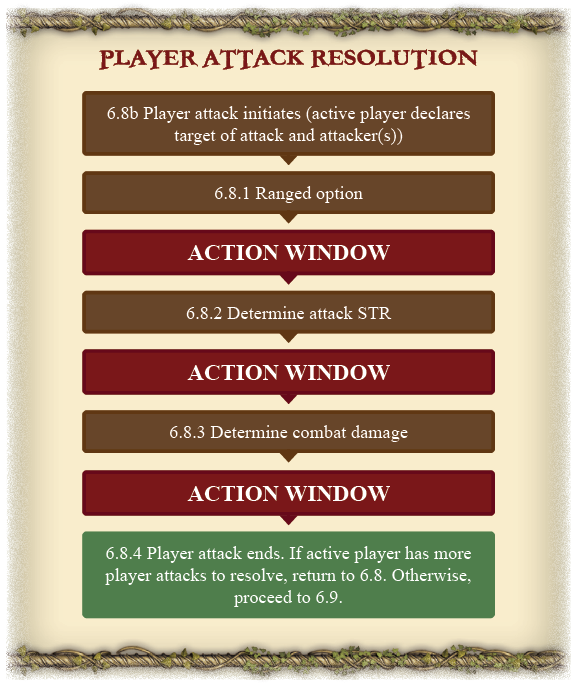 PLAYER ATTACK RESOLUTION
6.8b Player attack initiates (active player declares
target of attack and attacker(s))
6.8.1 Ranged option
ACTION WINDOW
6.8.2 Determine attack STR
ACTION WINDOW
6.8.3 Determine combat damage
ACTION WINDOW
6.8.4 Player attack ends. If active player has more
player attacks to resolve, return to 6.8. Otherwise,
proceed to 6.9.